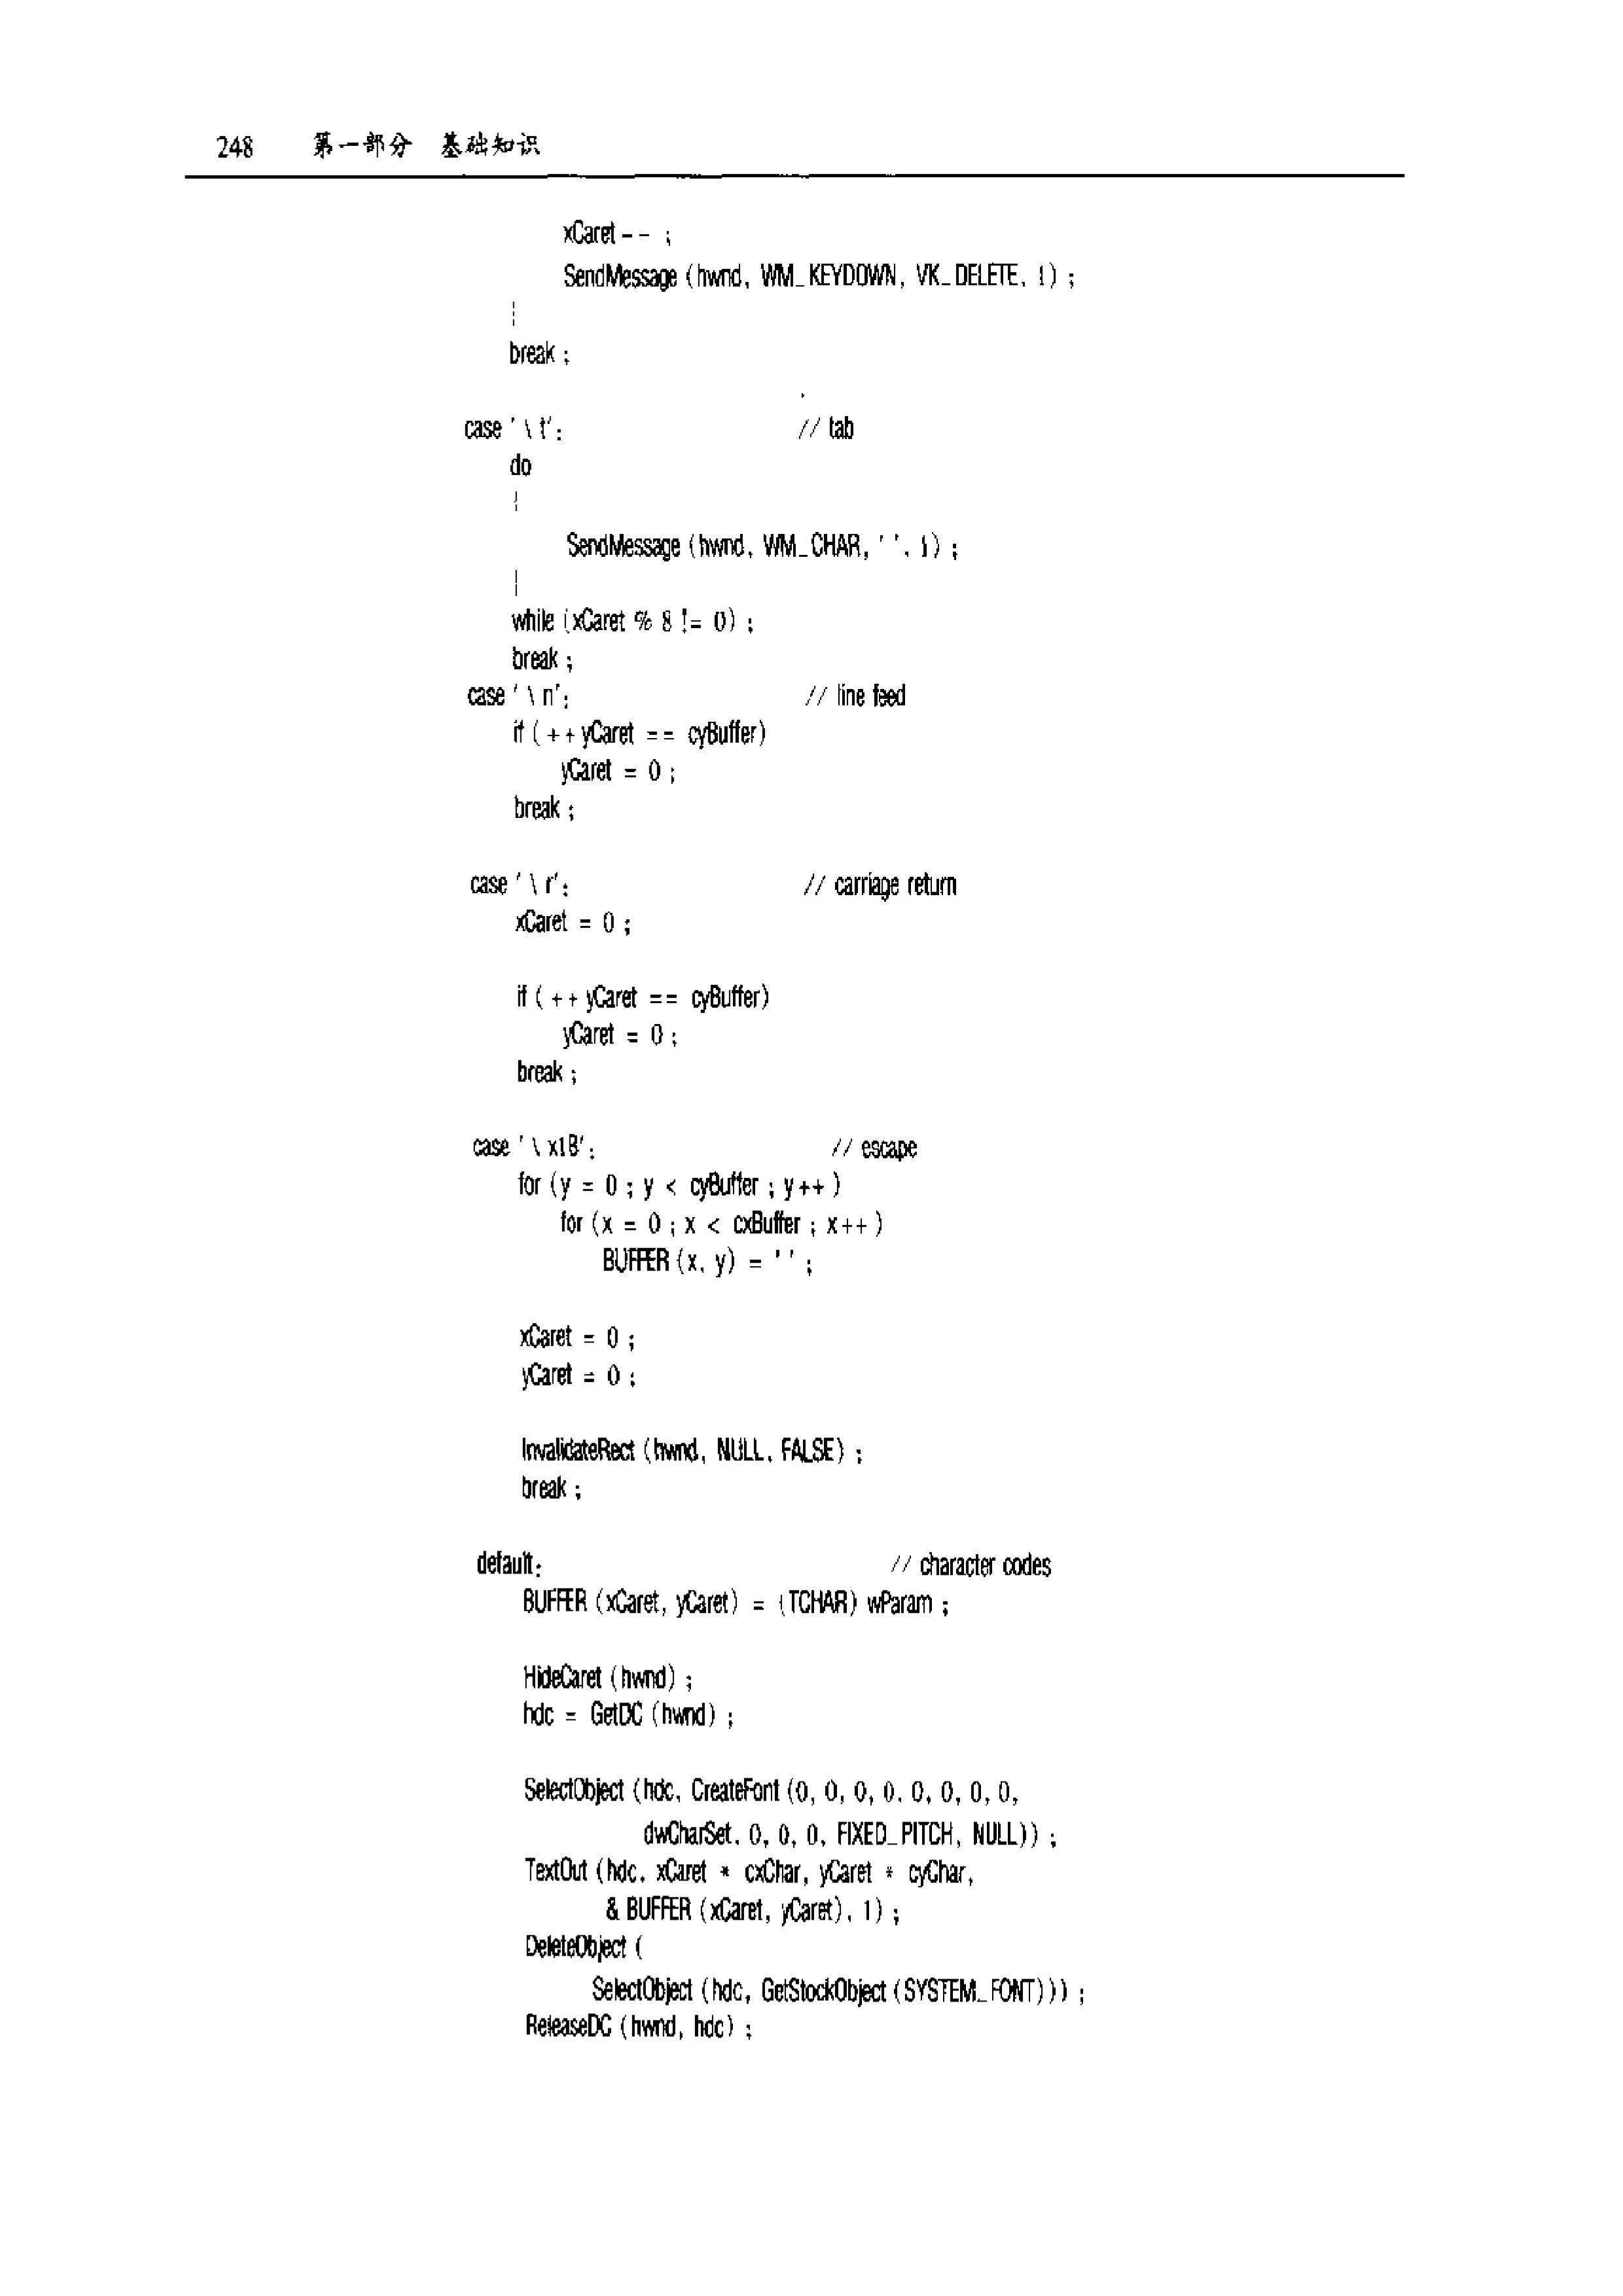 248 第一部分 基础知识
xCaret -- ;
SendMessage (hwnd, WM_KEYDOWN, VK_DELETE, 1) ;
}
break ;
case '\t': // tab
do
{
SendMessage (hwnd, WM_CHAR, ' ', 1) ;
}
while (xCaret % 8 != 0) ;
break ;
case '\n': // line feed
if (++yCaret == cyBuffer)
yCaret = 0 ;
break ;
case '\r': // carriage return
xCaret = 0 ;
if (++yCaret == cyBuffer)
yCaret = 0 ;
break ;
case '\x1B': // escape
for (y = 0 ; y < cyBuffer ; y++)
for (x = 0 ; x < cxBuffer ; x++)
BUFFER (x, y) = ' ' ;
xCaret = 0 ;
yCaret = 0 ;
InvalidateRect (hwnd, NULL, FALSE) ;
break ;
default: // character codes
BUFFER (xCaret, yCaret) = (TCHAR) wParam ;
HideCaret (hwnd) ;
hdc = GetDC (hwnd) ;
SelectObject (hdc, CreateFont (0, 0, 0, 0, 0, 0, 0, 0,
dwCharSet, 0, 0, 0, FIXED_PITCH, NULL)) ;
TextOut (hdc, xCaret * cxChar, yCaret * cyChar,
& BUFFER (xCaret, yCaret), 1) ;
DeleteObject (
SelectObject (hdc, GetStockObject (SYSTEM_FONT))) ;
ReleaseDC (hwnd, hdc) ;